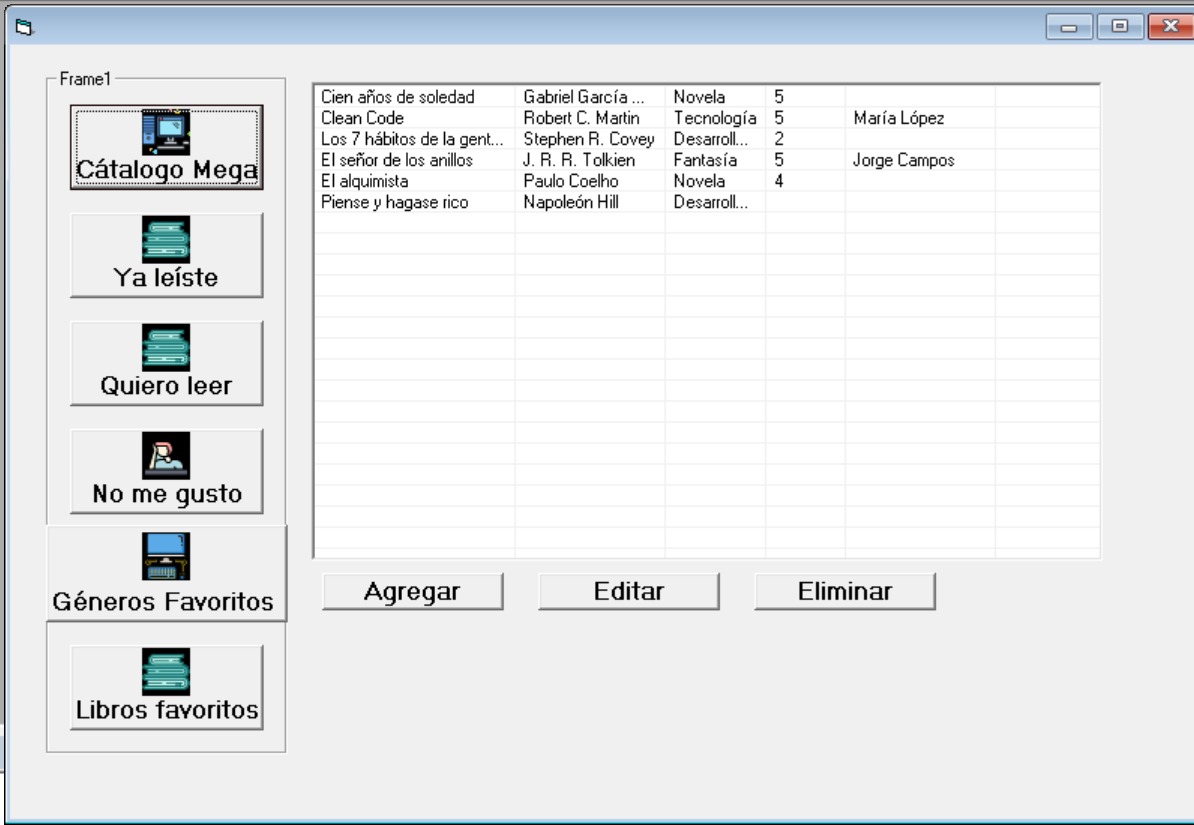 Frame1
Cátalogo Mega
Ya leíste
Quiero leer
No me gusto
Géneros Favoritos
Libros favoritos
Cien años de soledad Gabriel García ... Novela 5
Clean Code Robert C. Martin Tecnología 5 María López
Los 7 hábitos de la gent... Stephen R. Covey Desarroll... 2
El señor de los anillos J. R. R. Tolkien Fantasía 5 Jorge Campos
El alquimista Paulo Coelho Novela 4
Piense y hagase rico Napoleón Hill Desarroll...
Agregar Editar Eliminar